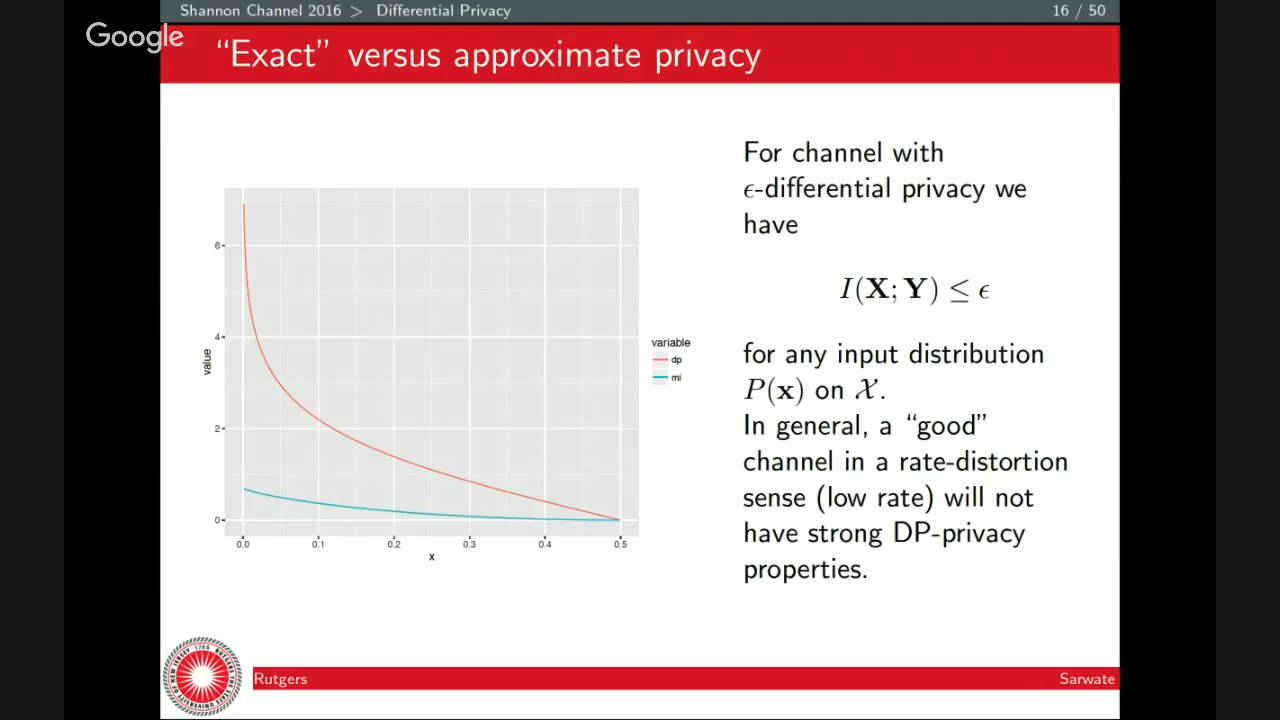 Shannon Channel 2016 > Differential Privacy
16 / 50
Google
“Exact” versus approximate privacy
For channel with
ϵ-differential privacy we
have
I(X; Y) ≤ ϵ
for any input distribution
P(x) on 𝒳.
In general, a “good”
channel in a rate-distortion
sense (low rate) will not
have strong DP-privacy
properties.
value
6
4
2
0
0.0
0.1
0.2
0.3
0.4
0.5
x
variable
dp
mi
Rutgers
Sarwate